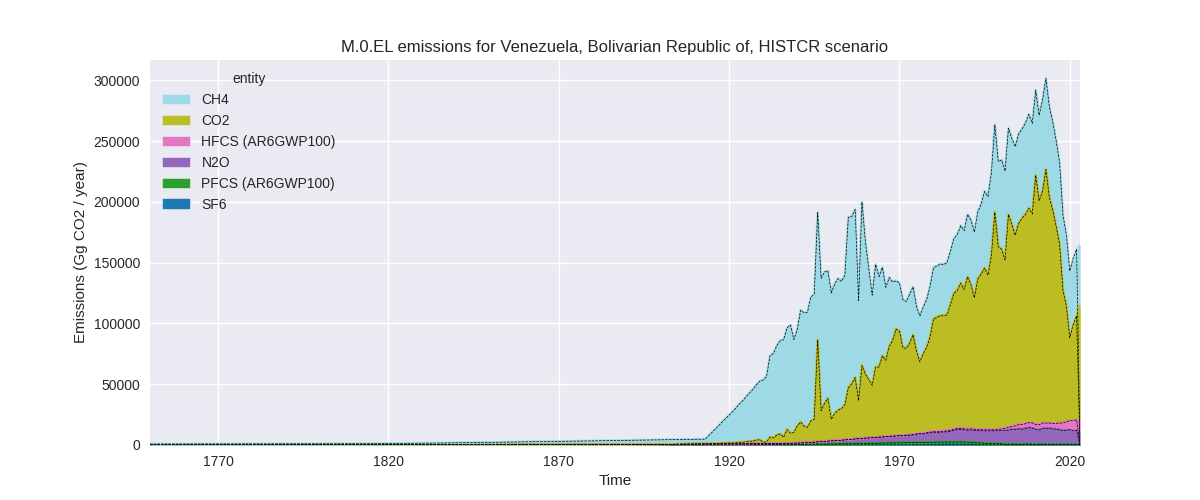 M.0.EL emissions for Venezuela, Bolivarian Republic of, HISTCR scenario
300000
250000
200000
150000
100000
50000
0
Emissions (Gg CO2 / year)
entity
CH4
CO2
HFCS (AR6GWP100)
N2O
PFCS (AR6GWP100)
SF6
1770
1820
1870
1920
1970
2020
Time